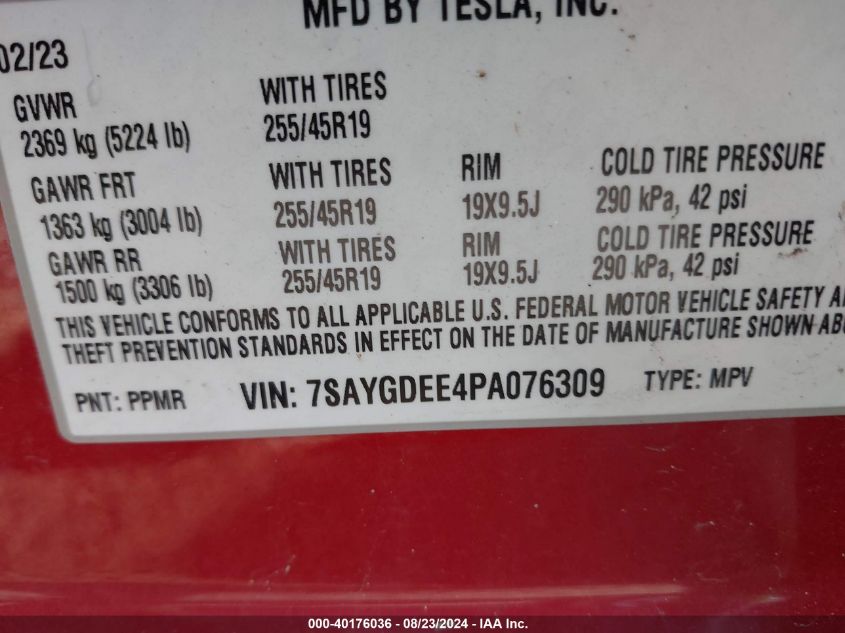 MFD BY TESLA, INC.
02/23
GVWR WITH TIRES
2369 kg (5224 lb) 255/45R19
GAWR FRT WITH TIRES RIM COLD TIRE PRESSURE
1363 kg (3004 lb) 255/45R19 19X9.5J 290 kPa, 42 psi
GAWR RR WITH TIRES RIM COLD TIRE PRESSURE
1500 kg (3306 lb) 255/45R19 19X9.5J 290 kPa, 42 psi
THIS VEHICLE CONFORMS TO ALL APPLICABLE U.S. FEDERAL MOTOR VEHICLE SAFETY
THEFT PREVENTION STANDARDS IN EFFECT ON THE DATE OF MANUFACTURE SHOWN
PNT: PPMR VIN: 7SAYGDEE4PA076309 TYPE: MPV
000-40176036 - 08/23/2024 - IAA Inc.